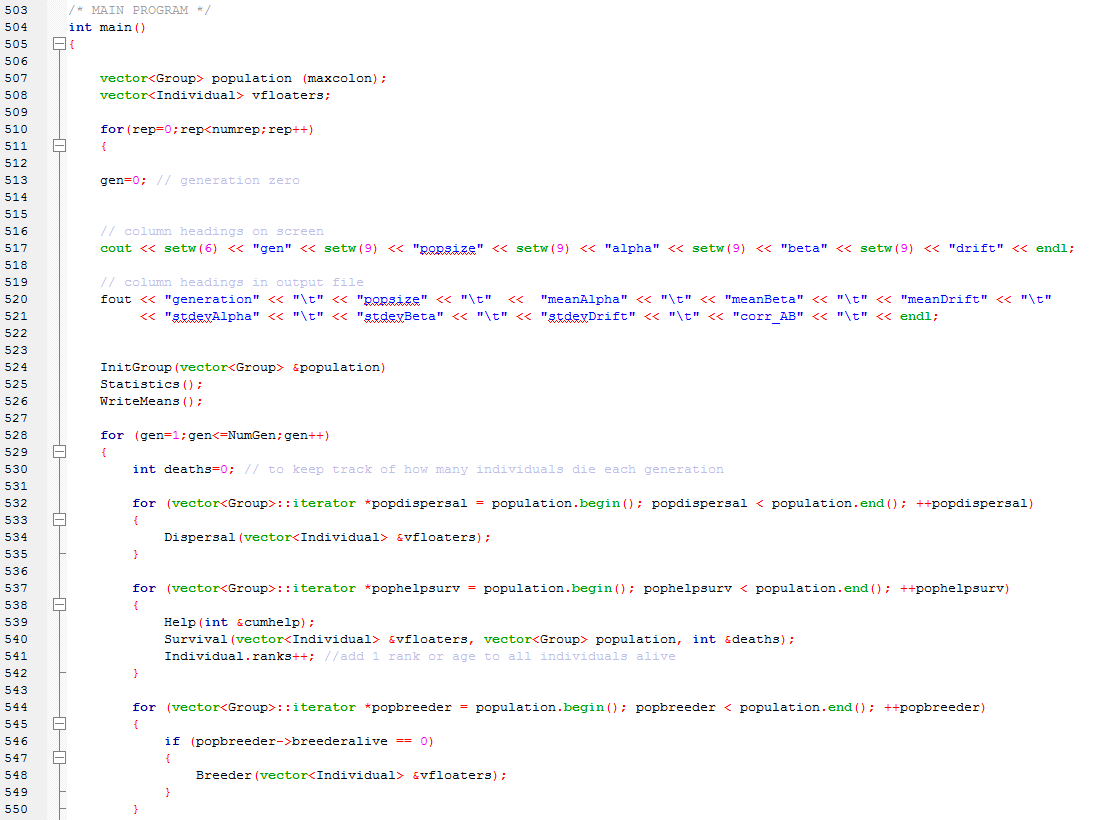 503 /* MAIN PROGRAM */
504 int main()
505 {
506
507 vector<Group> population (maxcolon);
508 vector<Individual> vfloaters;
509
510 for(rep=0;rep<numrep;rep++)
511 {
512
513 gen=0; // generation zero
514
515
516 // column headings on screen
517 cout << setw(6) << "gen" << setw(9) << "popsize" << setw(9) << "alpha" << setw(9) << "beta" << setw(9) << "drift" << endl;
518
519 // column headings in output file
520 fout << "generation" << "\t" << "popsize" << "\t" << "meanAlpha" << "\t" << "meanBeta" << "\t" << "meanDrift" << "\t"
521 << "stdevAlpha" << "\t" << "stdevBeta" << "\t" << "stdevDrift" << "\t" << "corr_AB" << "\t" << endl;
522
523
524 InitGroup(vector<Group> &population)
525 Statistics();
526 WriteMeans();
527
528 for (gen=1;gen<=NumGen;gen++)
529 {
530 int deaths=0; // to keep track of how many individuals die each generation
531
532 for (vector<Group>::iterator *popdispersal = population.begin(); popdispersal < population.end(); ++popdispersal)
533 {
534 Dispersal(vector<Individual> &vfloaters);
535 }
536
537 for (vector<Group>::iterator *pophelpsurv = population.begin(); pophelpsurv < population.end(); ++pophelpsurv)
538 {
539 Help(int &cumhelp);
540 Survival(vector<Individual> &vfloaters, vector<Group> population, int &deaths);
541 Individual.ranks++; //add 1 rank or age to all individuals alive
542 }
543
544 for (vector<Group>::iterator *popbreeder = population.begin(); popbreeder < population.end(); ++popbreeder)
545 {
546 if (popbreeder->breederalive == 0)
547 {
548 Breeder(vector<Individual> &vfloaters);
549 }
550 }